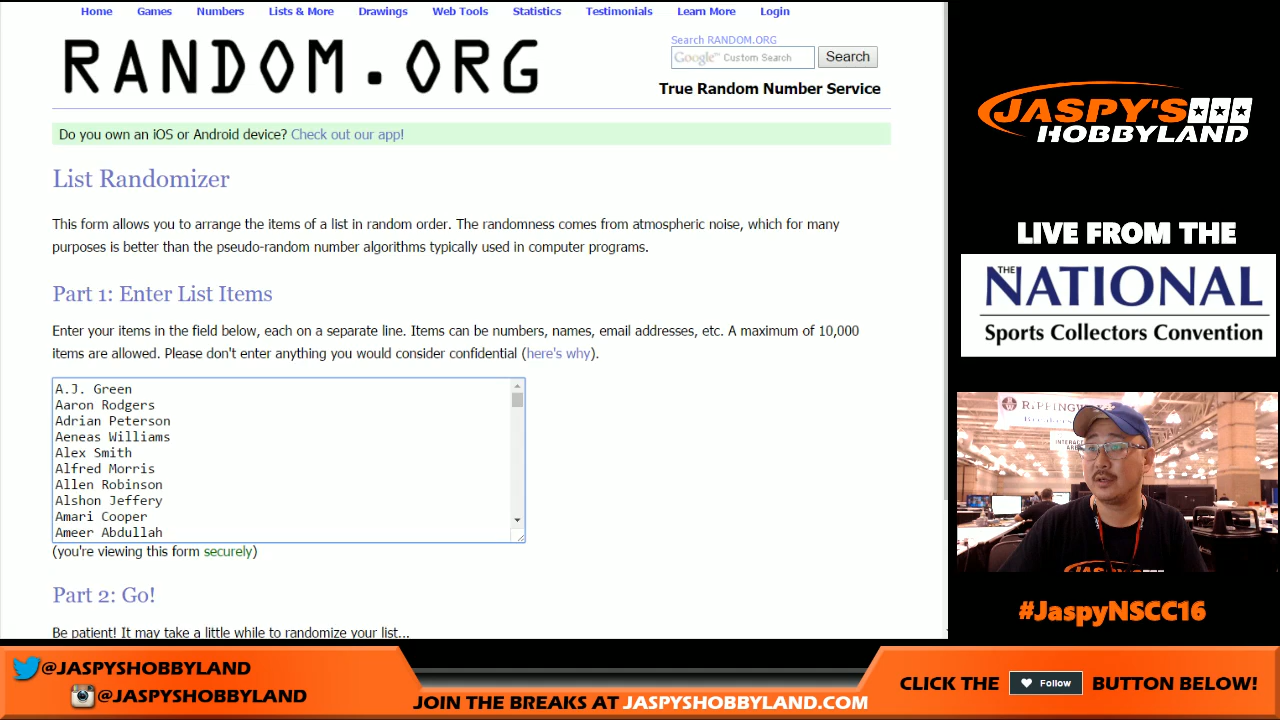 Home Games Numbers Lists & More Drawings Web Tools Statistics Testimonials Learn More Login
RANDOM.ORG
Search RANDOM.ORG
Google™ Custom Search
Search
True Random Number Service
Do you own an iOS or Android device? Check out our app!
List Randomizer
This form allows you to arrange the items of a list in random order. The randomness comes from atmospheric noise, which for many
purposes is better than the pseudo-random number algorithms typically used in computer programs.
Part 1: Enter List Items
Enter your items in the field below, each on a separate line. Items can be numbers, names, email addresses, etc. A maximum of 10,000
items are allowed. Please don't enter anything you would consider confidential (here's why).
A.J. Green
Aaron Rodgers
Adrian Peterson
Aeneas Williams
Alex Smith
Alfred Morris
Allen Robinson
Alshon Jeffery
Amari Cooper
Ameer Abdullah
(you're viewing this form securely)
Part 2: Go!
Be patient! It may take a little while to randomize your list...
JASPY'S
HOBBYLAND
LIVE FROM THE
THE NATIONAL
Sports Collectors Convention
JASPY'S
#JaspyNSCC16
@JASPYSHOBBYLAND
@JASPYSHOBBYLAND
JOIN THE BREAKS AT JASPYSHOBBYLAND.COM
CLICK THE Follow BUTTON BELOW!